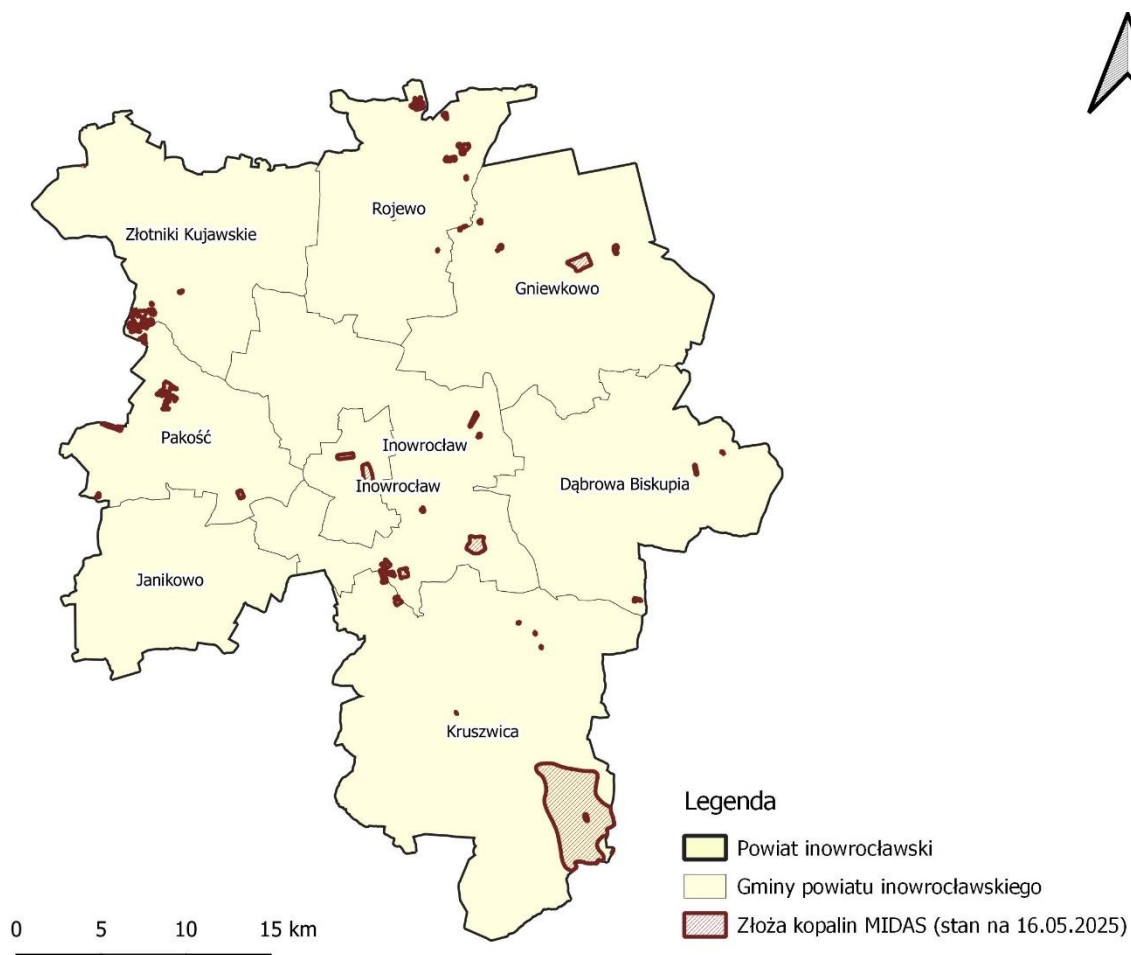 Rojewo
Złotniki Kujawskie
Gniewkowo
Pakość
Inowrocław
Inowrocław
Dąbrowa Biskupia
Janikowo
Kruszwica
Legenda
Powiat inowrocławski
Gminy powiatu inowrocławskiego
Złoża kopalin MIDAS (stan na 16.05.2025)
0 5 10 15 km